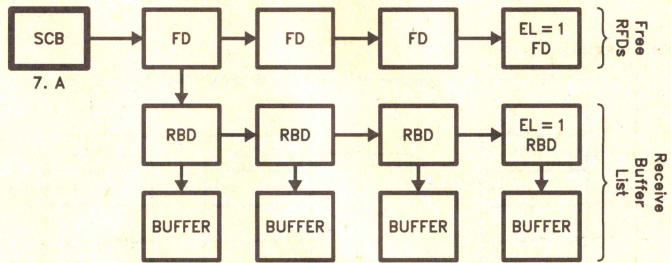 SCB
FD
FD
FD
EL = 1
FD
Free
RFDs
7. A
RBD
RBD
RBD
EL = 1
RBD
Receive
Buffer
List
BUFFER
BUFFER
BUFFER
BUFFER